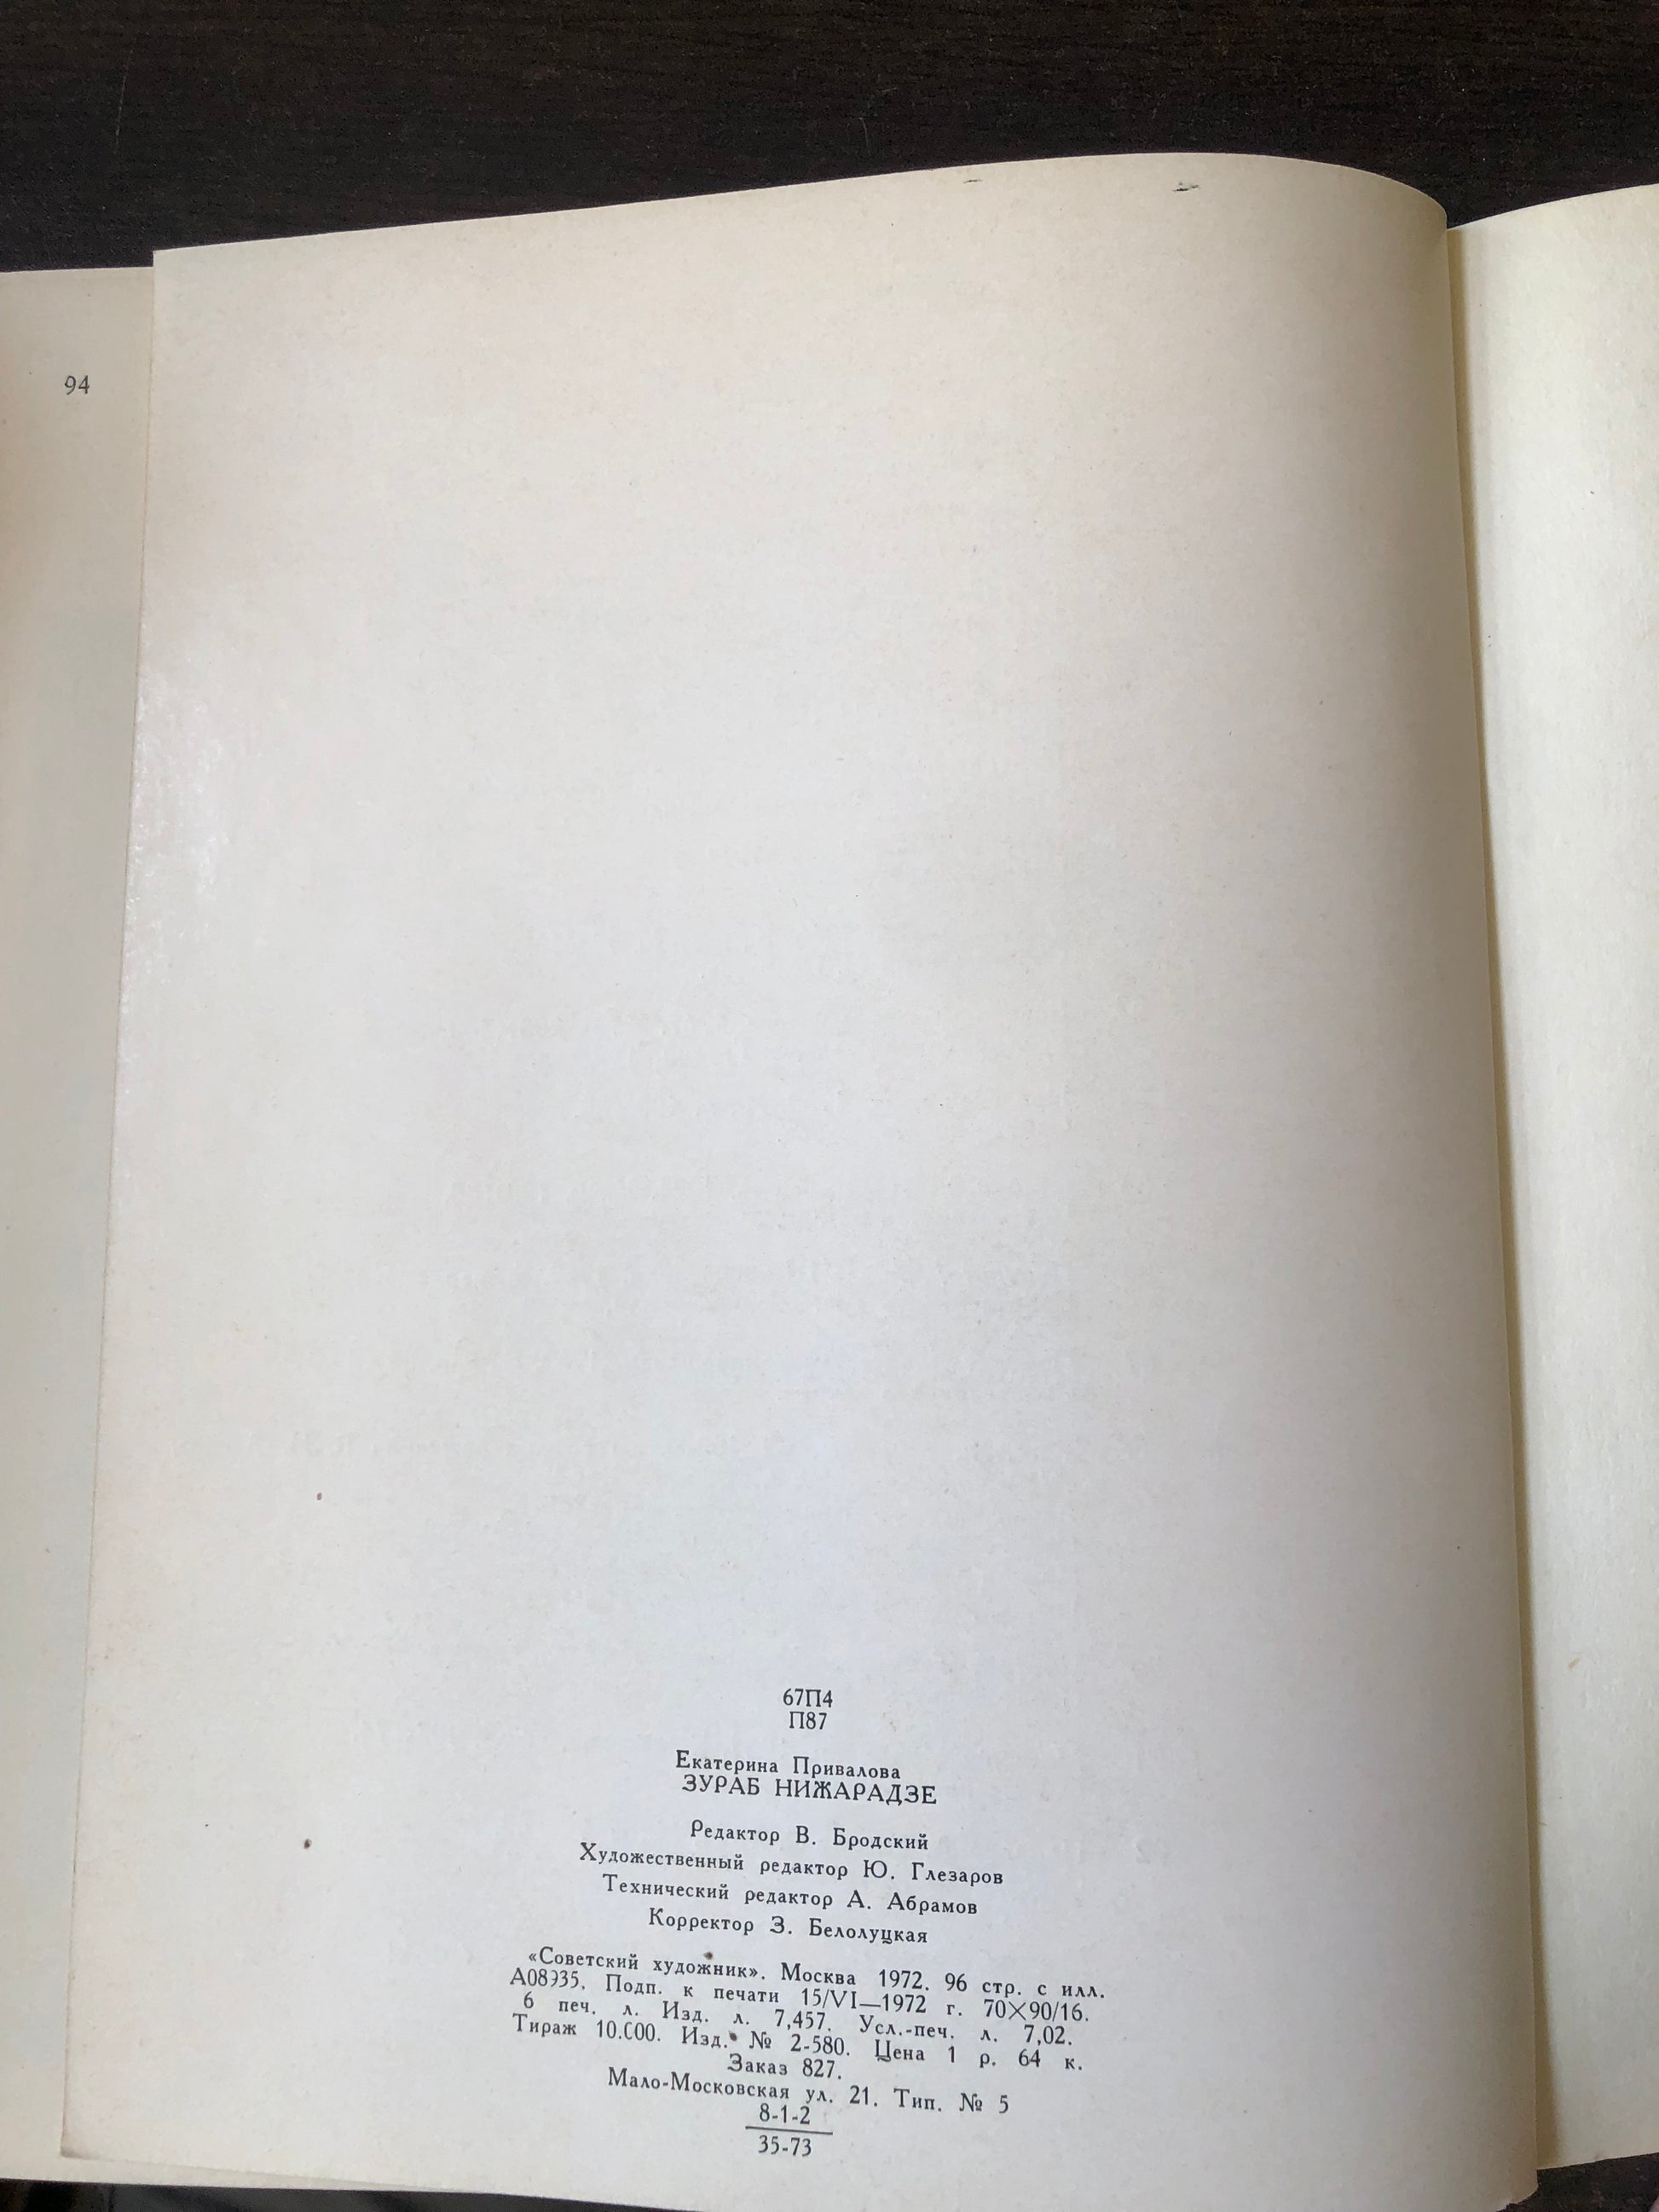 94
67П4
П87
Екатерина Привалова
ЗУРАБ НИЖАРАДЗЕ
Редактор В. Бродский
Художественный редактор Ю. Глезаров
Технический редактор А. Абрамов
Корректор З. Белолуцкая
«Советский художник». Москва 1972. 96 стр. с илл.
А08935. Подп. к печати 15/VI—1972 г. 70×90/16.
6 печ. л. Изд. л. 7,457. Усл.-печ. л. 7,02.
Тираж 10.000. Изд. № 2-580. Цена 1 р. 64 к.
Заказ 827.
Мало-Московская ул. 21. Тип. № 5
8-1-2
35-73